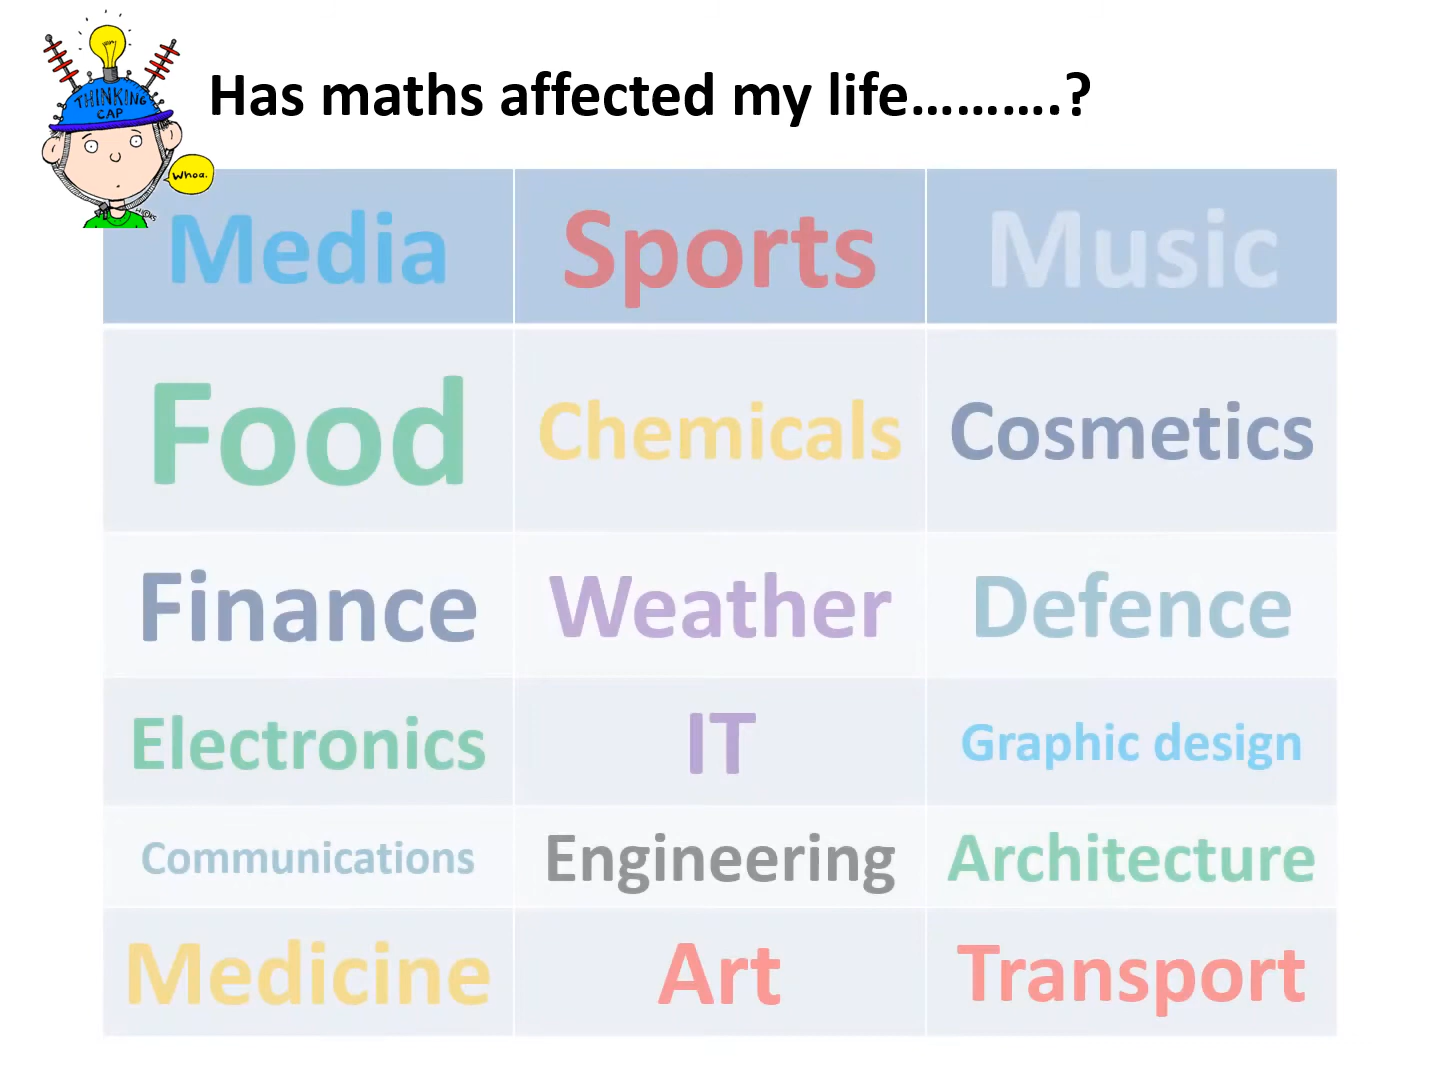 Has maths affected my life……….?
THINKING
CAP
Whoa.
Media Sports Music
Food Chemicals Cosmetics
Finance Weather Defence
Electronics IT Graphic design
Communications Engineering Architecture
Medicine Art Transport